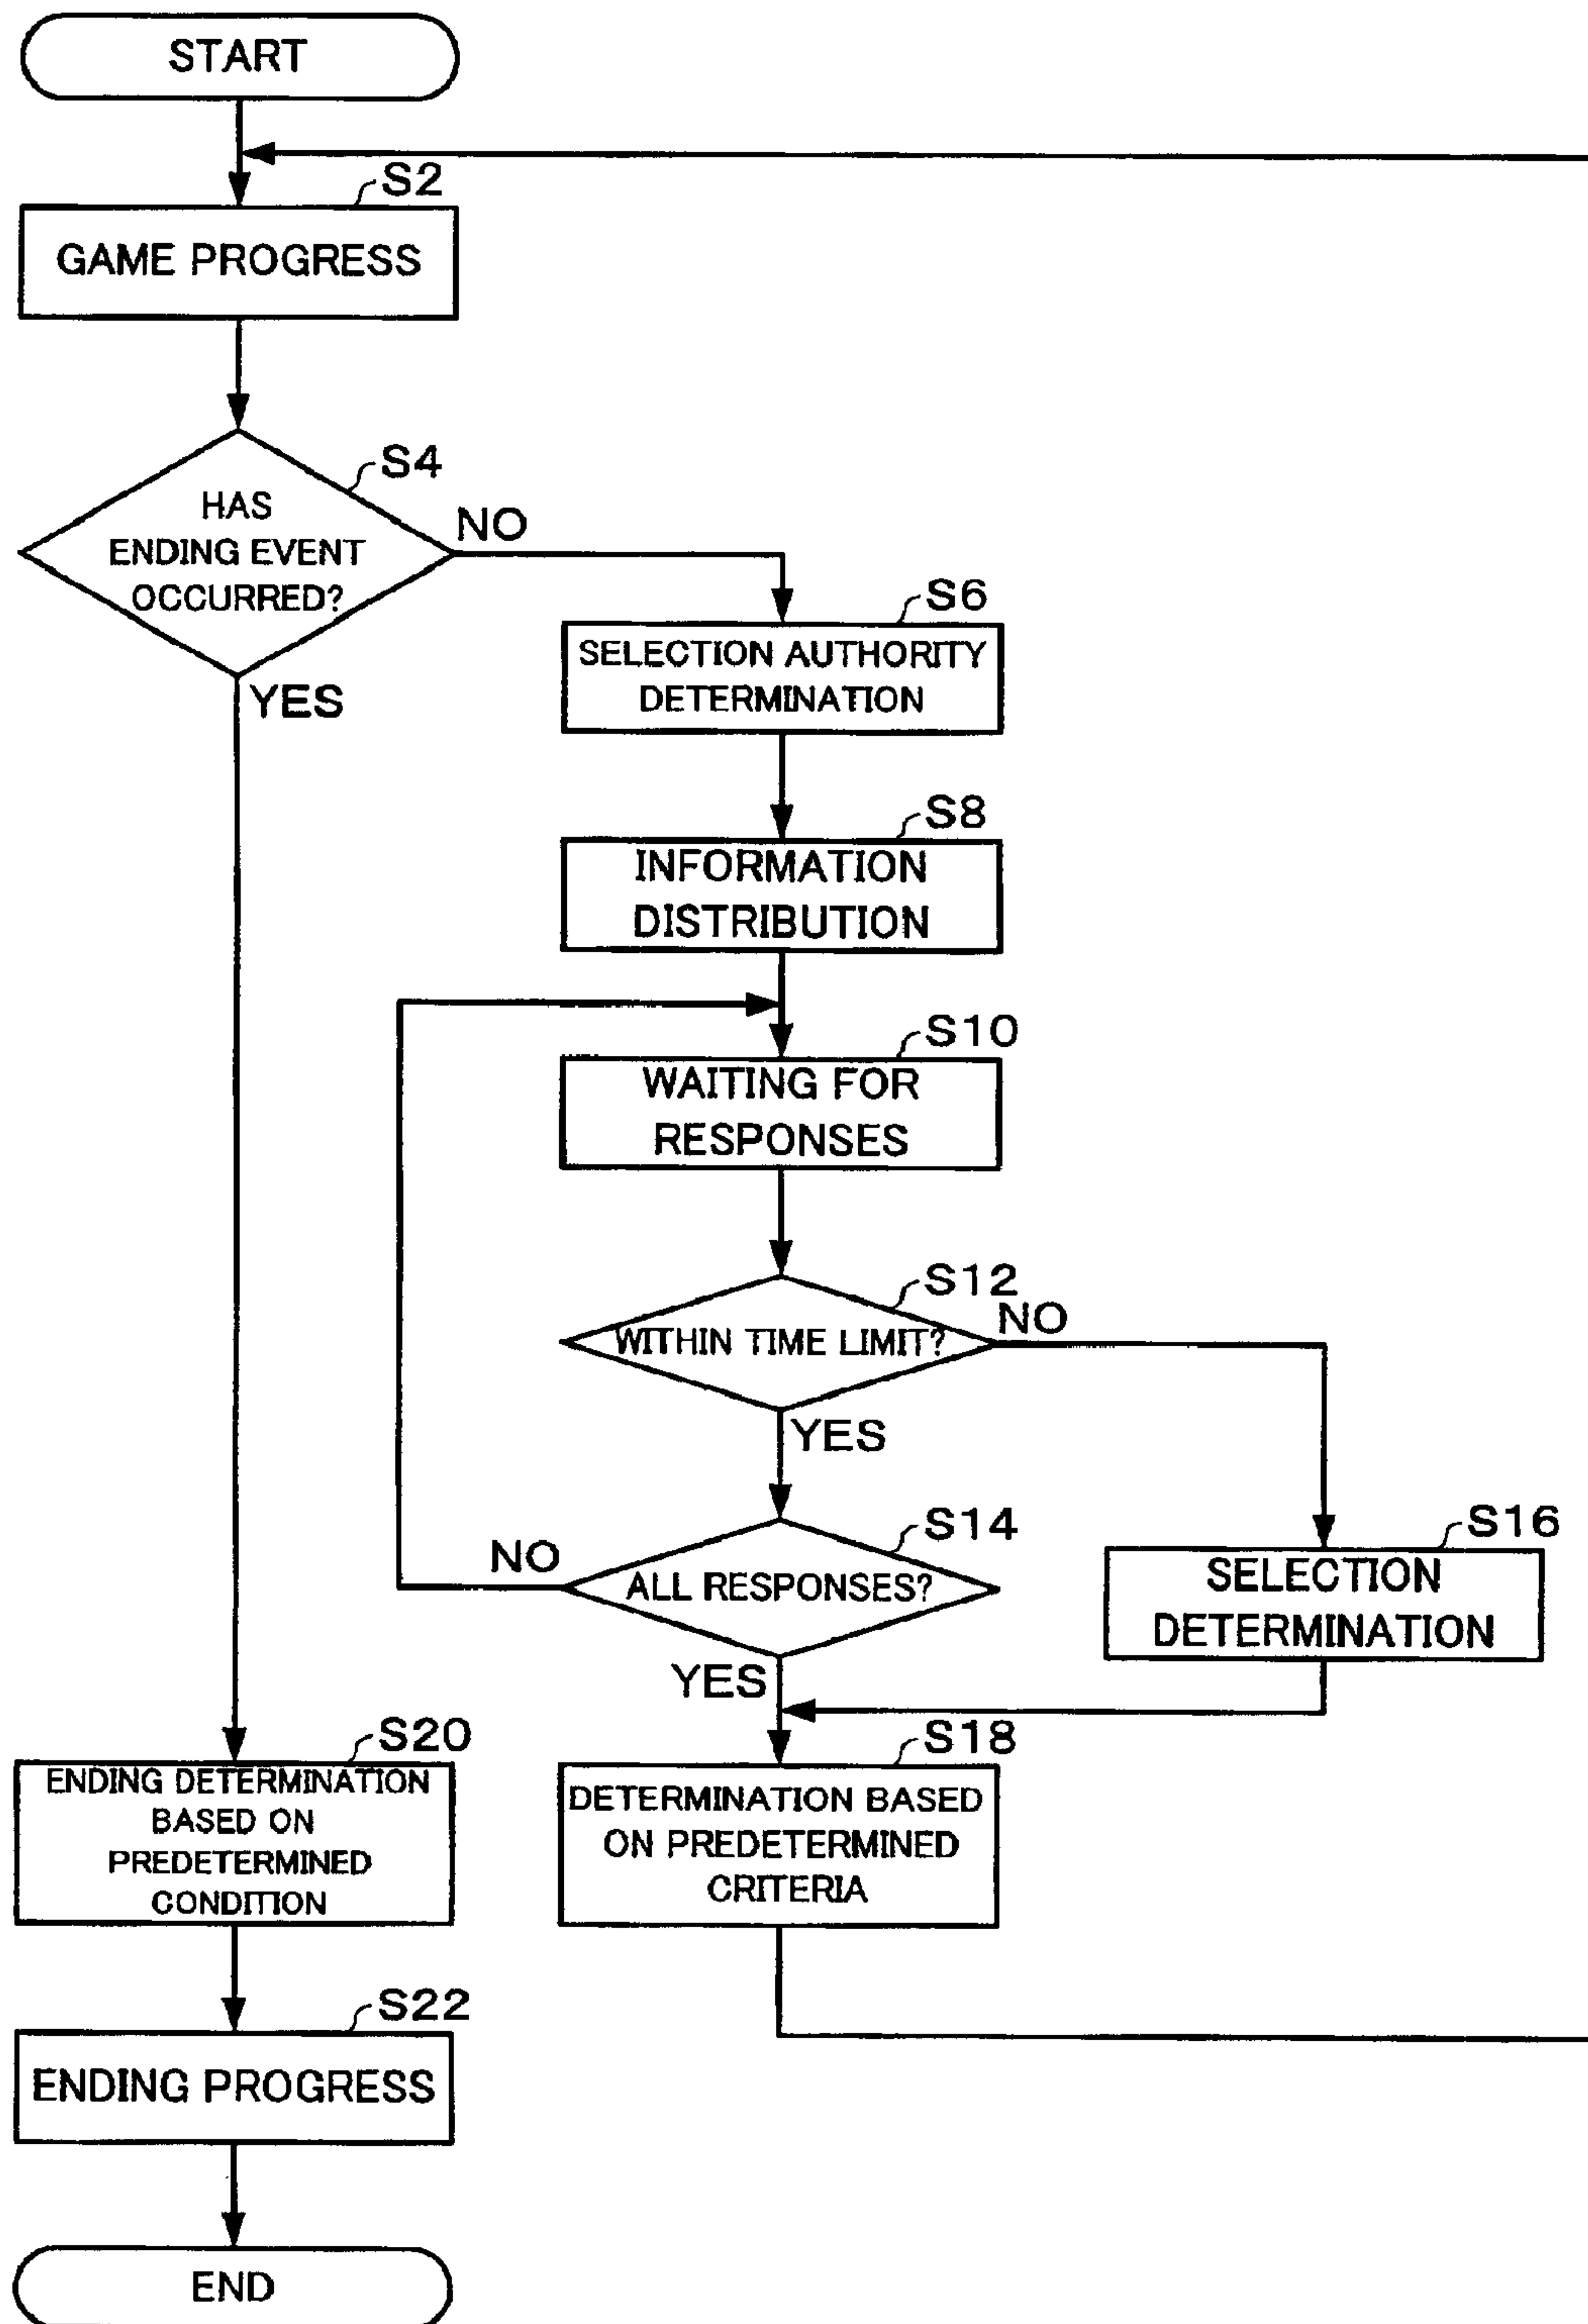 START
S2
GAME PROGRESS
S4
HAS
ENDING EVENT
OCCURRED?
NO
YES
S6
SELECTION AUTHORITY
DETERMINATION
S8
INFORMATION
DISTRIBUTION
S10
WAITING FOR
RESPONSES
S12
WITHIN TIME LIMIT?
NO
YES
S14
ALL RESPONSES?
NO
YES
S16
SELECTION
DETERMINATION
S18
DETERMINATION BASED
ON PREDETERMINED
CRITERIA
S20
ENDING DETERMINATION
BASED ON
PREDETERMINED
CONDITION
S22
ENDING PROGRESS
END